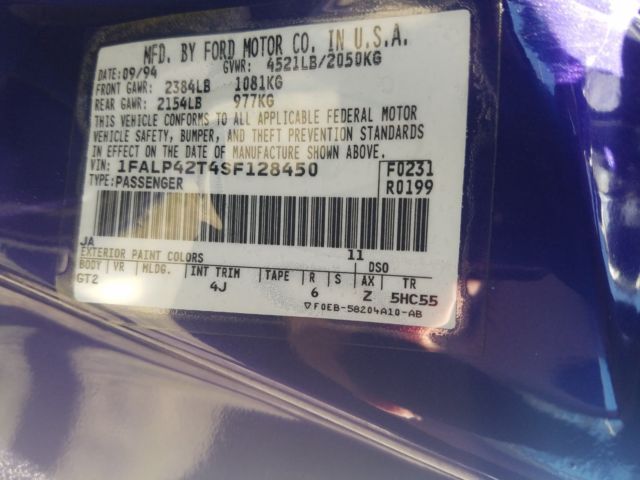 MFD. BY FORD MOTOR CO. IN U.S.A.
DATE: 09/94 GVWR: 4521LB/2050KG
FRONT GAWR: 2384LB 1081KG
REAR GAWR: 2154LB 977KG
THIS VEHICLE CONFORMS TO ALL APPLICABLE FEDERAL MOTOR
VEHICLE SAFETY, BUMPER, AND THEFT PREVENTION STANDARDS
IN EFFECT ON THE DATE OF MANUFACTURE SHOWN ABOVE.
VIN: 1FALP42T4SF128450 F0231
TYPE: PASSENGER R0199
JA 11
EXTERIOR PAINT COLORS DSO
BODY VR MLDG. INT TRIM TAPE R S AX TR
GT2 4J 6 Z 5HC55
▽ F0EB-58204A10-AB